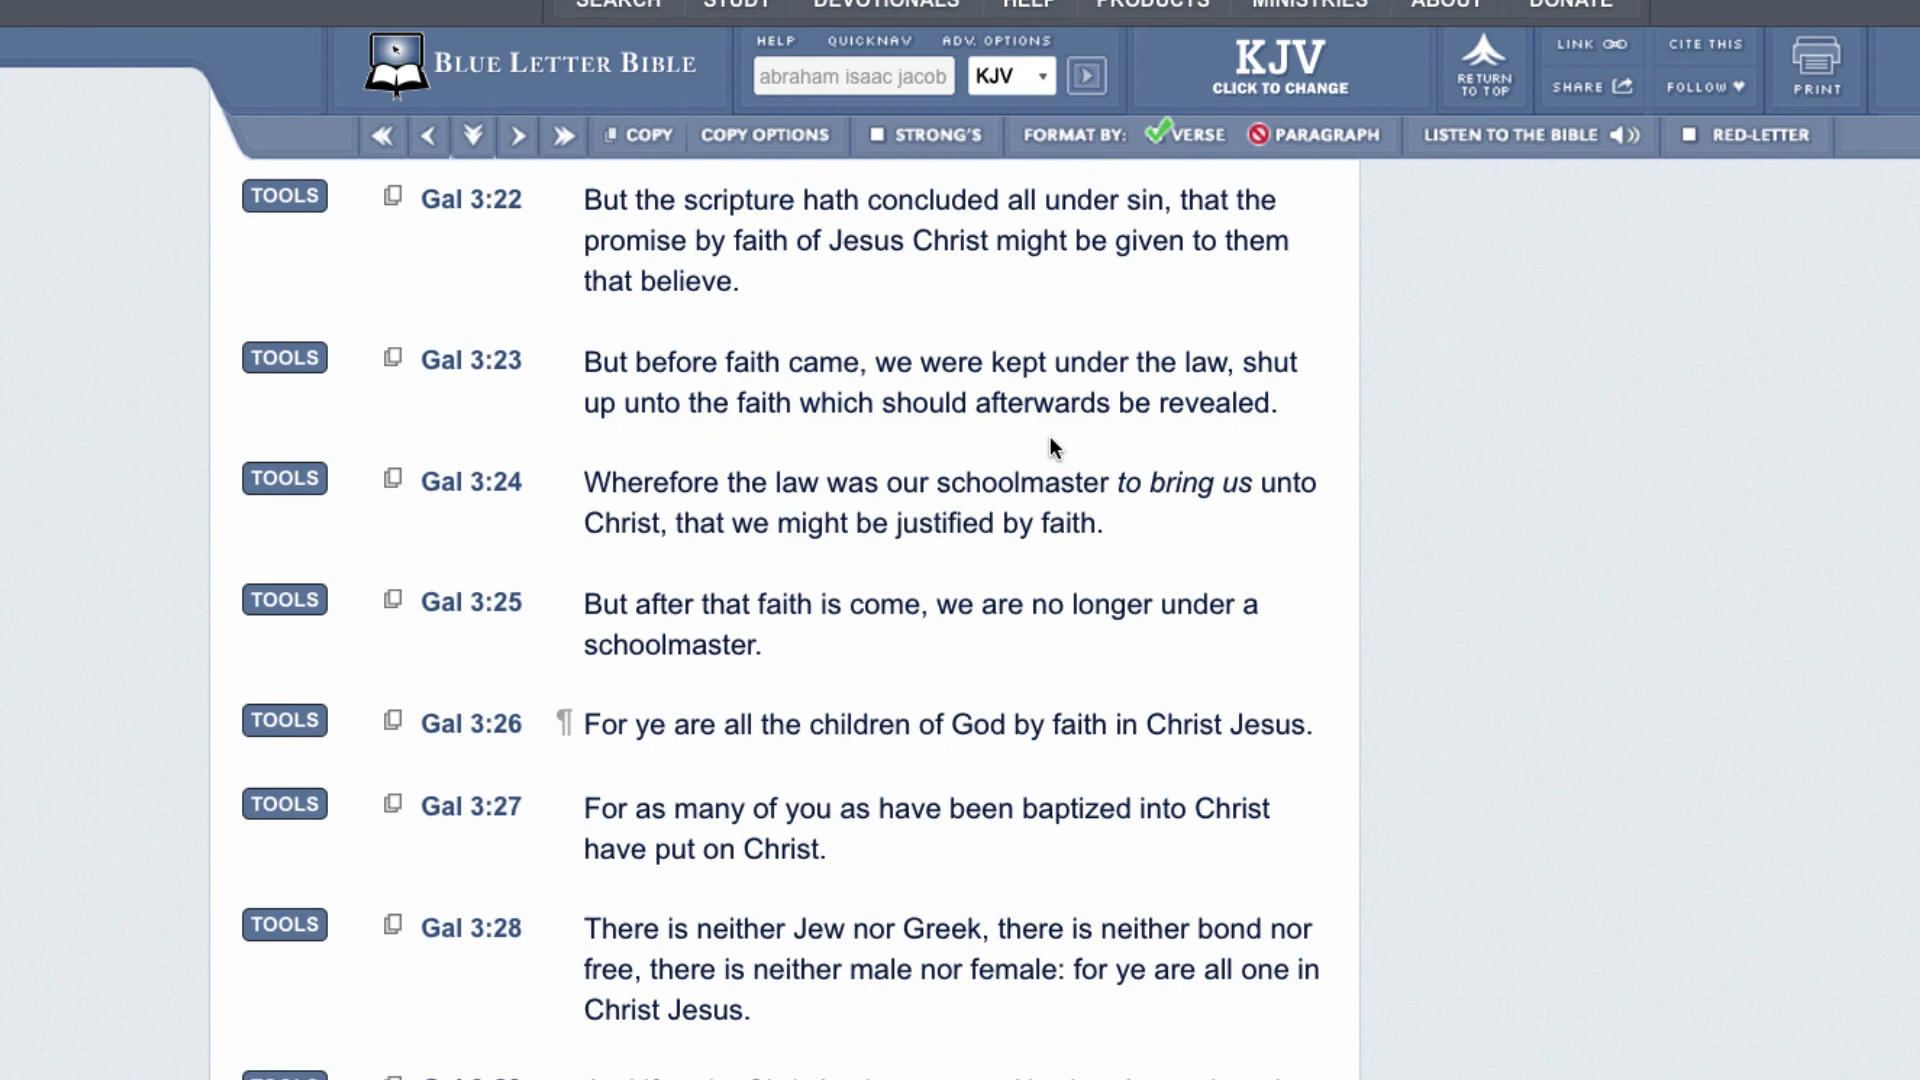 SEARCH STUDY DEVOTIONALS HELP PRODUCTS MINISTRIES ABOUT DONATE
BLUE LETTER BIBLE
HELP QUICKNAV ADV. OPTIONS
abraham isaac jacob KJV
KJV
CLICK TO CHANGE
RETURN
TO TOP
LINK
SHARE
CITE THIS
FOLLOW
PRINT
COPY COPY OPTIONS STRONG'S FORMAT BY: VERSE PARAGRAPH LISTEN TO THE BIBLE RED-LETTER
TOOLS Gal 3:22 But the scripture hath concluded all under sin, that the
promise by faith of Jesus Christ might be given to them
that believe.
TOOLS Gal 3:23 But before faith came, we were kept under the law, shut
up unto the faith which should afterwards be revealed.
TOOLS Gal 3:24 Wherefore the law was our schoolmaster to bring us unto
Christ, that we might be justified by faith.
TOOLS Gal 3:25 But after that faith is come, we are no longer under a
schoolmaster.
TOOLS Gal 3:26 ¶ For ye are all the children of God by faith in Christ Jesus.
TOOLS Gal 3:27 For as many of you as have been baptized into Christ
have put on Christ.
TOOLS Gal 3:28 There is neither Jew nor Greek, there is neither bond nor
free, there is neither male nor female: for ye are all one in
Christ Jesus.